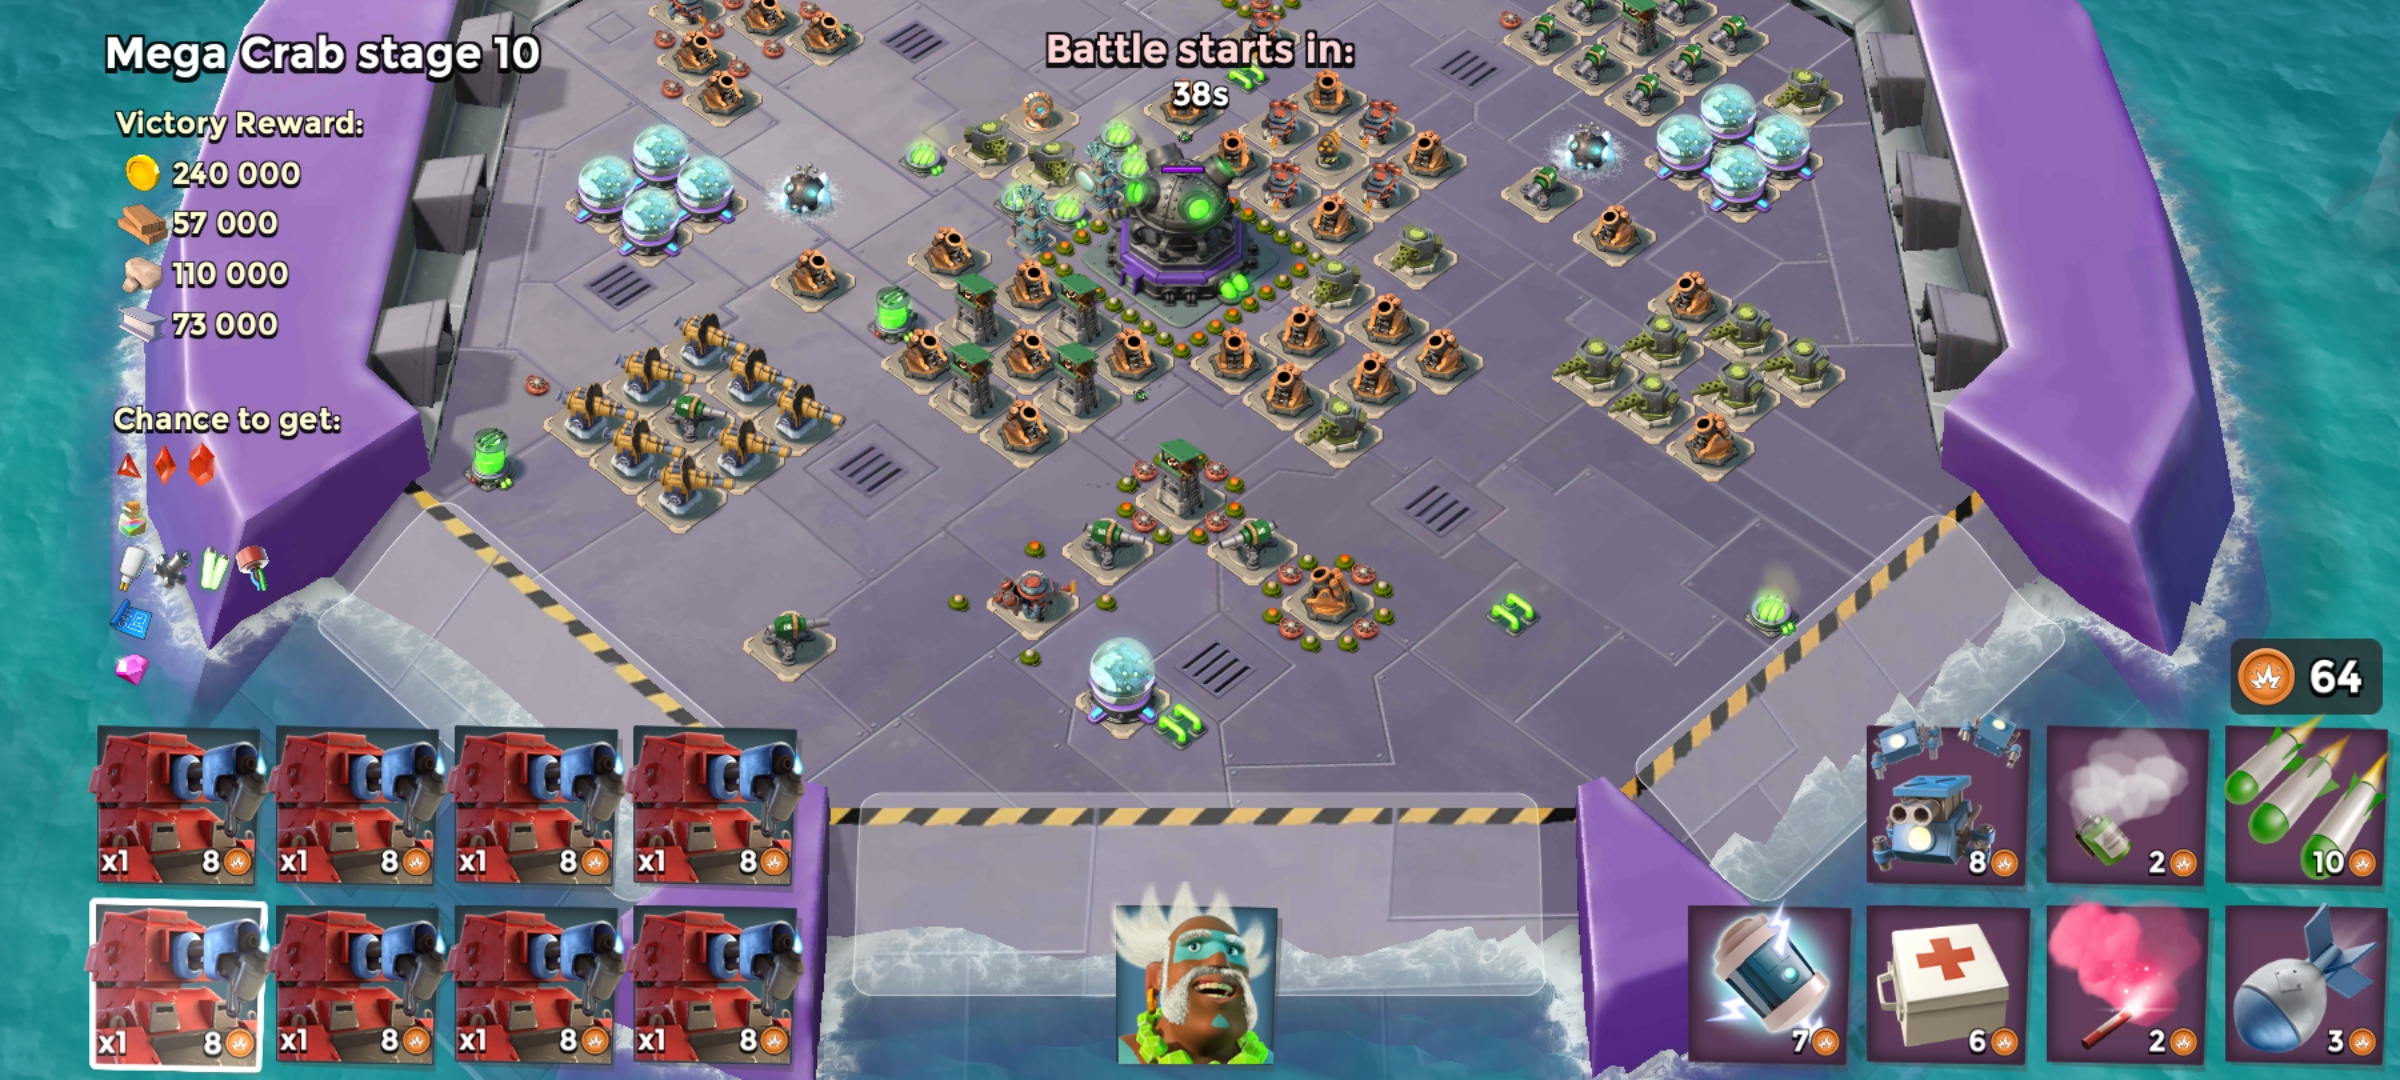 Mega Crab stage 10
Battle starts in:
38s
Victory Reward:
240 000
57 000
110 000
73 000
Chance to get:
64
x1 8
x1 8
x1 8
x1 8
8
2
10
x1 8
x1 8
x1 8
x1 8
7
6
2
3